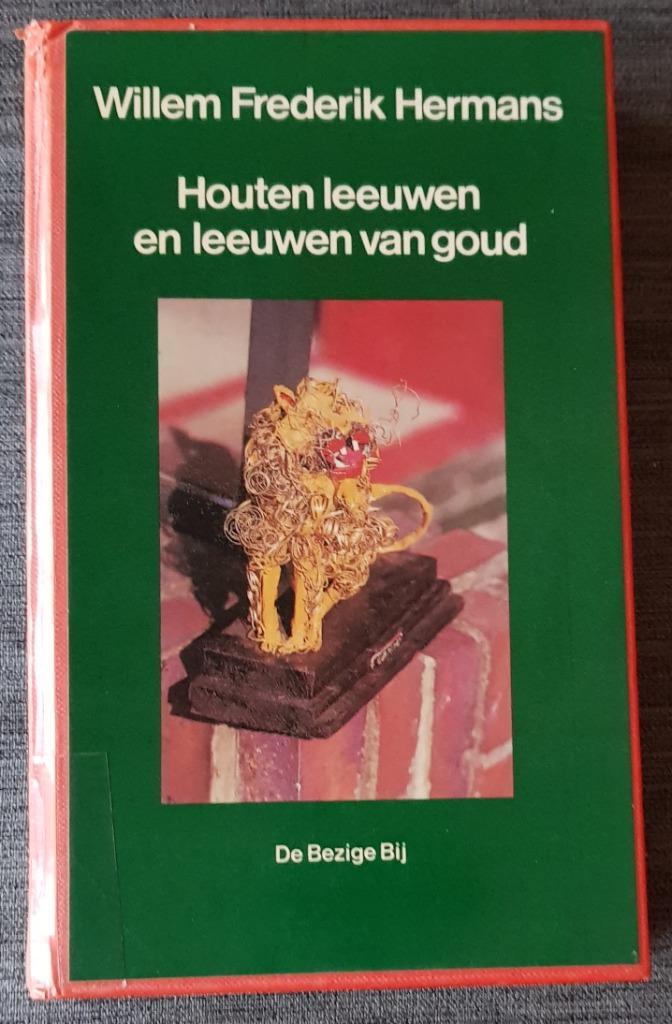 Willem Frederik Hermans
Houten leeuwen
en leeuwen van goud
De Bezige Bij